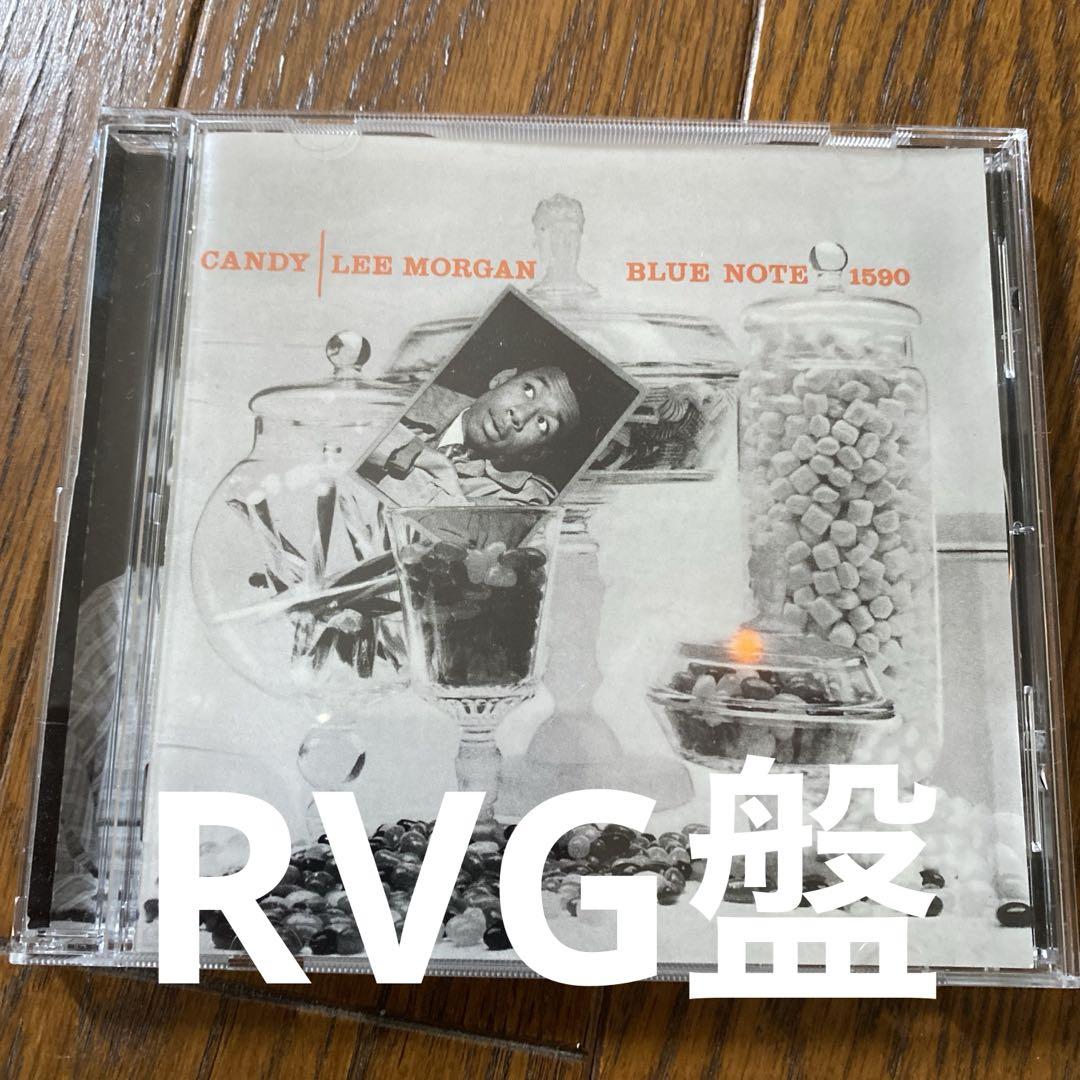 CANDY | LEE MORGAN BLUE NOTE 1590
RVG盤